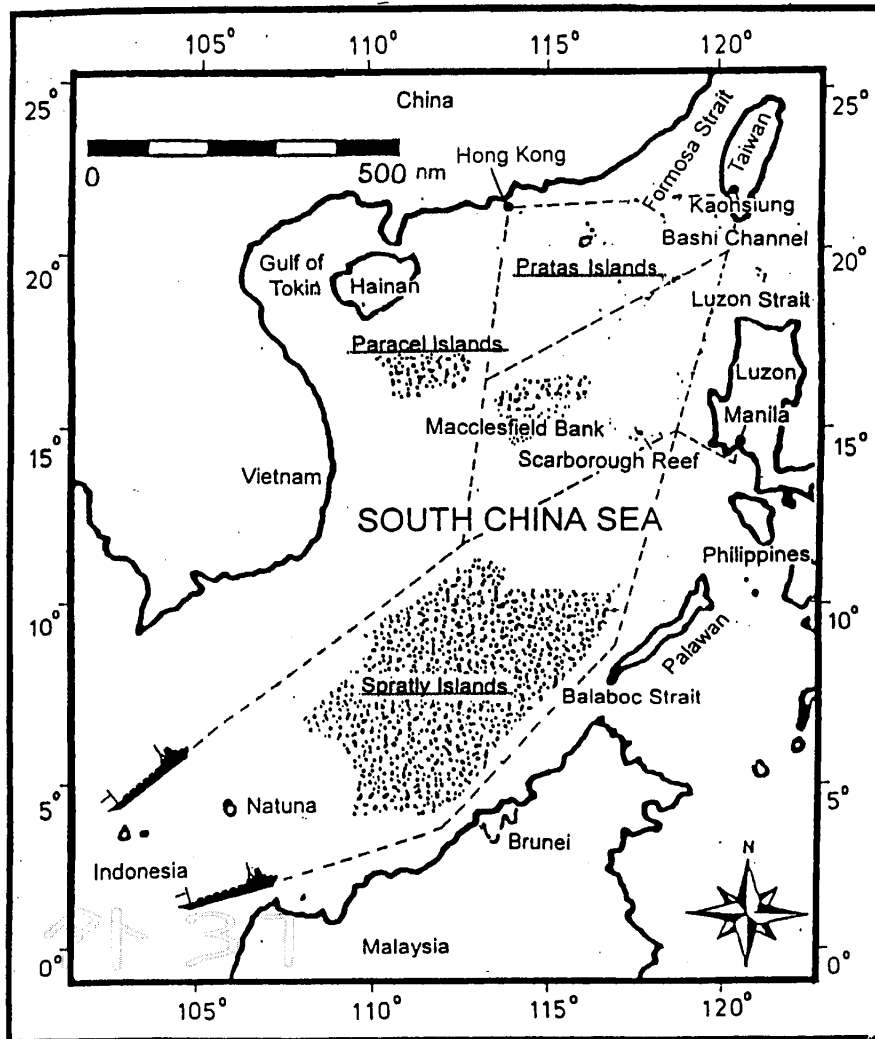 105° 110° 115° 120°
25° China 25°
Formosa Strait
Taiwan
0 500 nm
Hong Kong
Kaohsiung
Bashi Channel
20° Gulf of Tokin Hainan
Pratas Islands
20°
Luzon Strait
Paracel Islands
Luzon
Macclesfield Bank
Manila
15° 15°
Scarborough Reef
Vietnam
SOUTH CHINA SEA
Philippines
10° 10°
Palawan
Spratly Islands
Balaboc Strait
5° Natuna 5°
Brunei
Indonesia
N
Malaysia
0° 0°
105° 110° 115° 120°